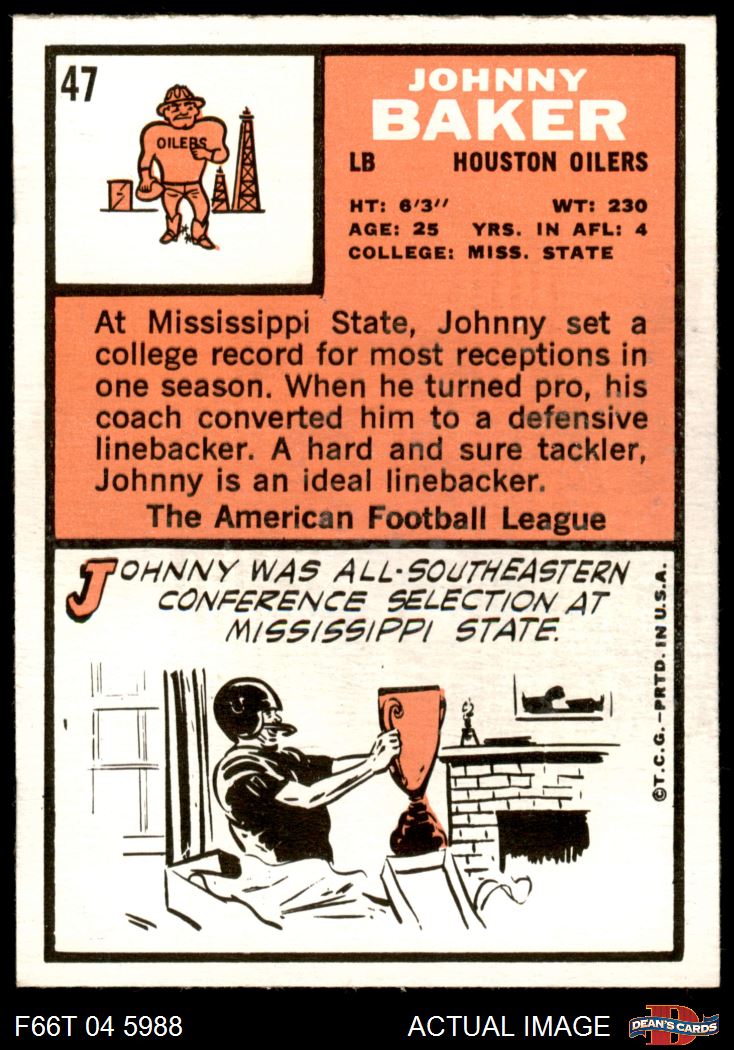 47
OILERS
JOHNNY
BAKER
LB HOUSTON OILERS
HT: 6'3'' WT: 230
AGE: 25 YRS. IN AFL: 4
COLLEGE: MISS. STATE
At Mississippi State, Johnny set a
college record for most receptions in
one season. When he turned pro, his
coach converted him to a defensive
linebacker. A hard and sure tackler,
Johnny is an ideal linebacker.
The American Football League
JOHNNY WAS ALL-SOUTHEASTERN
CONFERENCE SELECTION AT
MISSISSIPPI STATE.
©T.C.G.-PRTD. IN U.S.A.
F66T 04 5988 ACTUAL IMAGE
D
DEAN'S CARDS